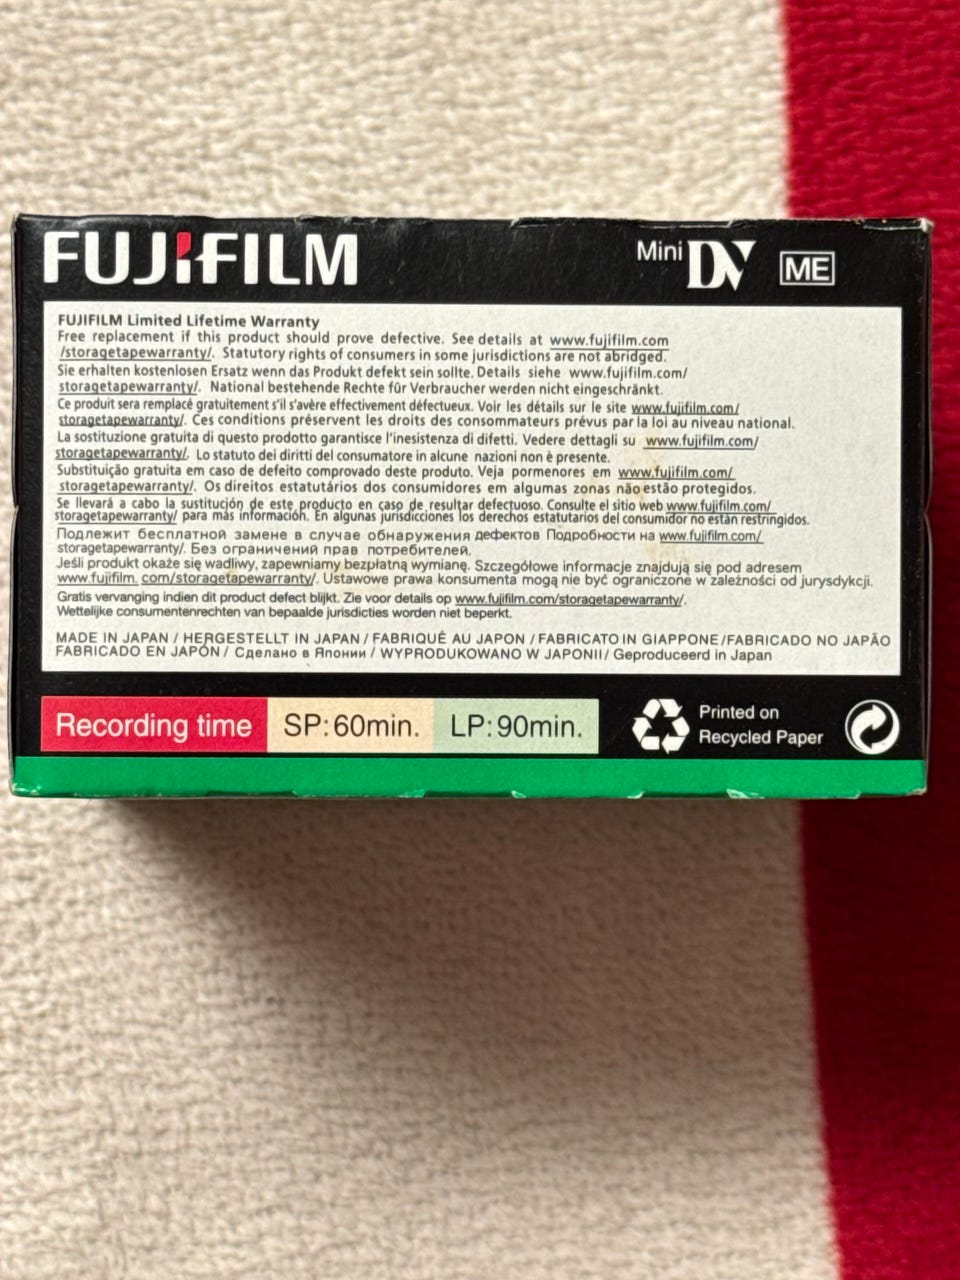 FUJIFILM
Mini DV ME
FUJIFILM Limited Lifetime Warranty
Free replacement if this product should prove defective. See details at www.fujifilm.com
/storagetapewarranty/. Statutory rights of consumers in some jurisdictions are not abridged.
Sie erhalten kostenlosen Ersatz wenn das Produkt defekt sein sollte. Details siehe www.fujifilm.com/
storagetapewarranty/. National bestehende Rechte für Verbraucher werden nicht eingeschränkt.
Ce produit sera remplacé gratuitement s'il s'avère effectivement défectueux. Voir les détails sur le site www.fujifilm.com/
storagetapewarranty/. Ces conditions préservent les droits des consommateurs prévus par la loi au niveau national.
La sostituzione gratuita di questo prodotto garantisce l'inesistenza di difetti. Vedere dettagli su www.fujifilm.com/
storagetapewarranty/. Lo statuto dei diritti del consumatore in alcune nazioni non è presente.
Substituição gratuita em caso de defeito comprovado deste produto. Veja pormenores em www.fujifilm.com/
storagetapewarranty/. Os direitos estatutários dos consumidores em algumas zonas não estão protegidos.
Se llevará a cabo la sustitución de este producto en caso de resultar defectuoso. Consulte el sitio web www.fujifilm.com/
storagetapewarranty/ para más información. En algunas jurisdicciones los derechos estatutarios del consumidor no están restringidos.
Подлежит бесплатной замене в случае обнаружения дефектов Подробности на www.fujifilm.com/
storagetapewarranty/. Без ограничений прав потребителей.
Jeśli produkt okaże się wadliwy, zapewniamy bezpłatną wymianę. Szczegółowe informacje znajdują się pod adresem
www.fujifilm. com/storagetapewarranty/. Ustawowe prawa konsumenta mogą nie być ograniczone w zależności od jurysdykcji.
Gratis vervanging indien dit product defect blijkt. Zie voor details op www.fujifilm.com/storagetapewarranty/.
Wettelijke consumentenrechten van bepaalde jurisdicties worden niet beperkt.
MADE IN JAPAN / HERGESTELLT IN JAPAN / FABRIQUÉ AU JAPON / FABRICATO IN GIAPPONE / FABRICADO NO JAPÃO
FABRICADO EN JAPÓN / Сделано в Японии / WYPRODUKOWANO W JAPONII / Geproduceerd in Japan
Recording time SP: 60min. LP: 90min.
Printed on
Recycled Paper